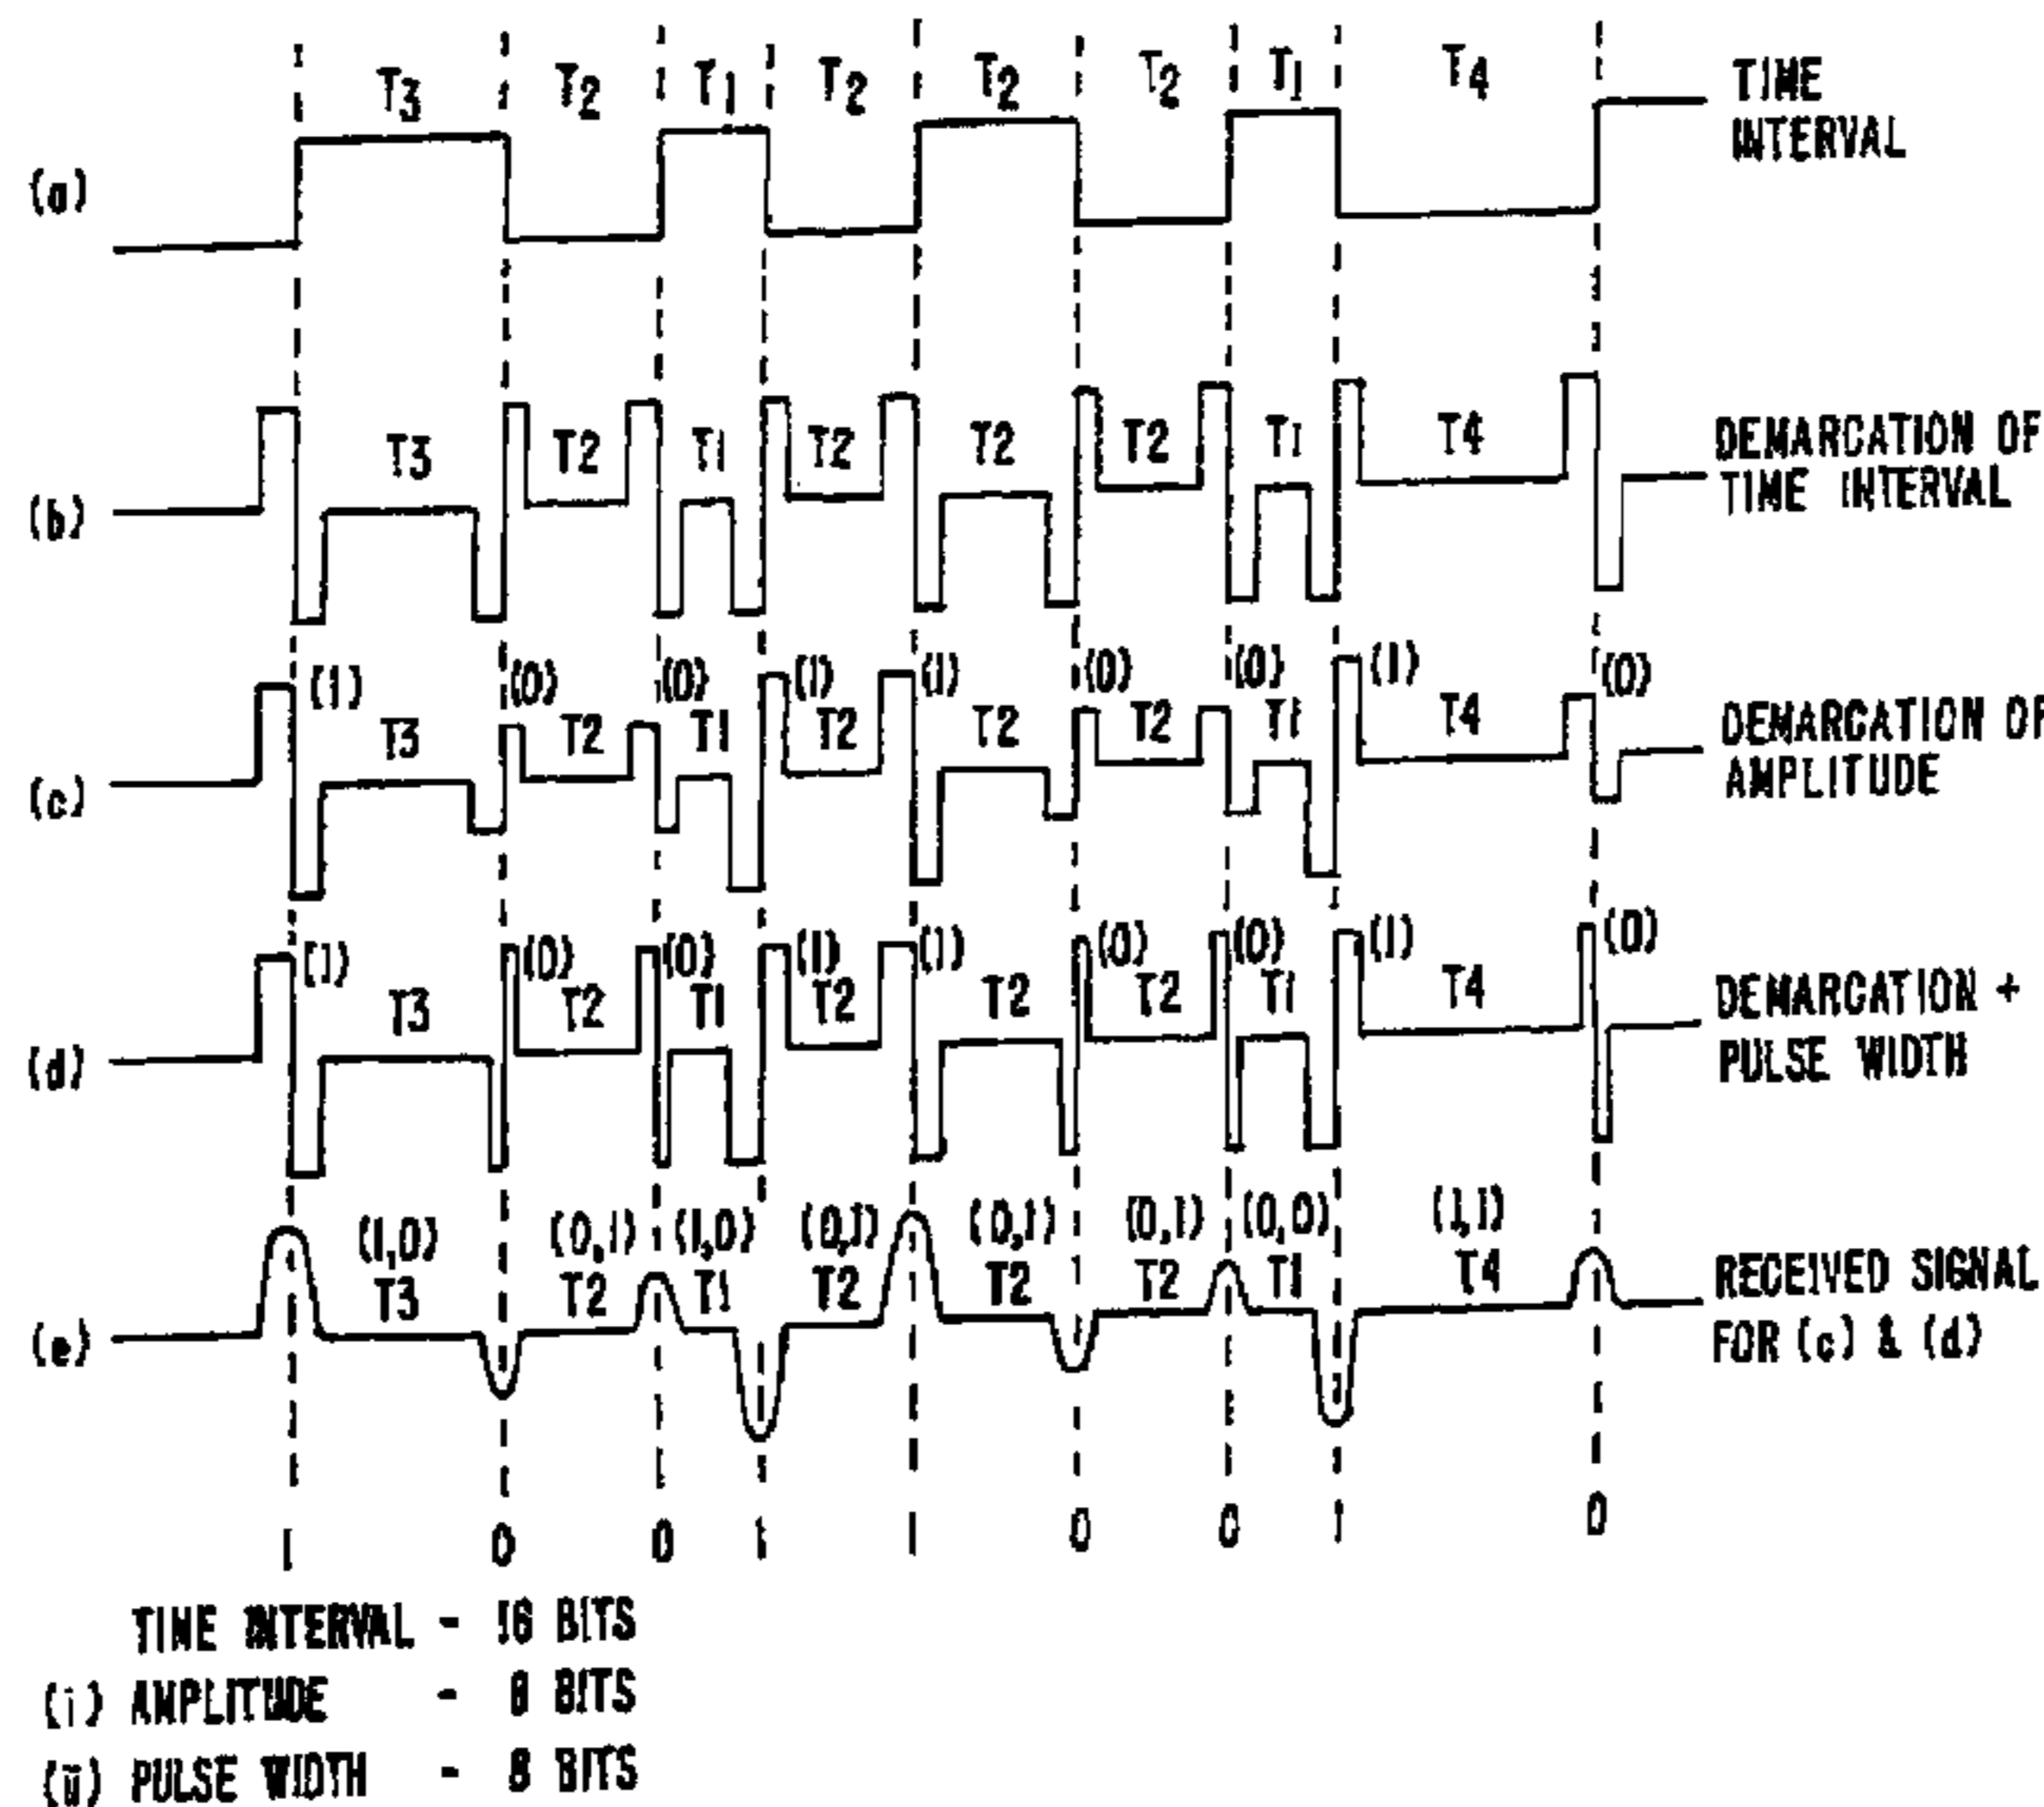 T3 T2 T1 T2 T2 T2 T1 T4 TIME
INTERVAL
(a)
T3 T2 T1 T2 T2 T2 T1 T4 DEMARCATION OF
TIME INTERVAL
(b)
(1) (0) (0) (1) (1) (0) (0) (1) (0)
T3 T2 T1 T2 T2 T2 T1 T4 DEMARCATION OF
AMPLITUDE
(c)
(1) (0) (0) (1) (1) (0) (0) (1) (0)
T3 T2 T1 T2 T2 T2 T1 T4 DEMARCATION +
PULSE WIDTH
(d)
(1,0) (0,1) (1,0) (0,1) (0,1) (0,1) (0,0) (1,1)
T3 T2 T1 T2 T2 T2 T1 T4 RECEIVED SIGNAL
FOR (c) & (d)
(e)
1 0 0 1 1 0 0 1 0
TIME INTERVAL - 16 BITS
(i) AMPLITUDE - 8 BITS
(ii) PULSE WIDTH - 8 BITS